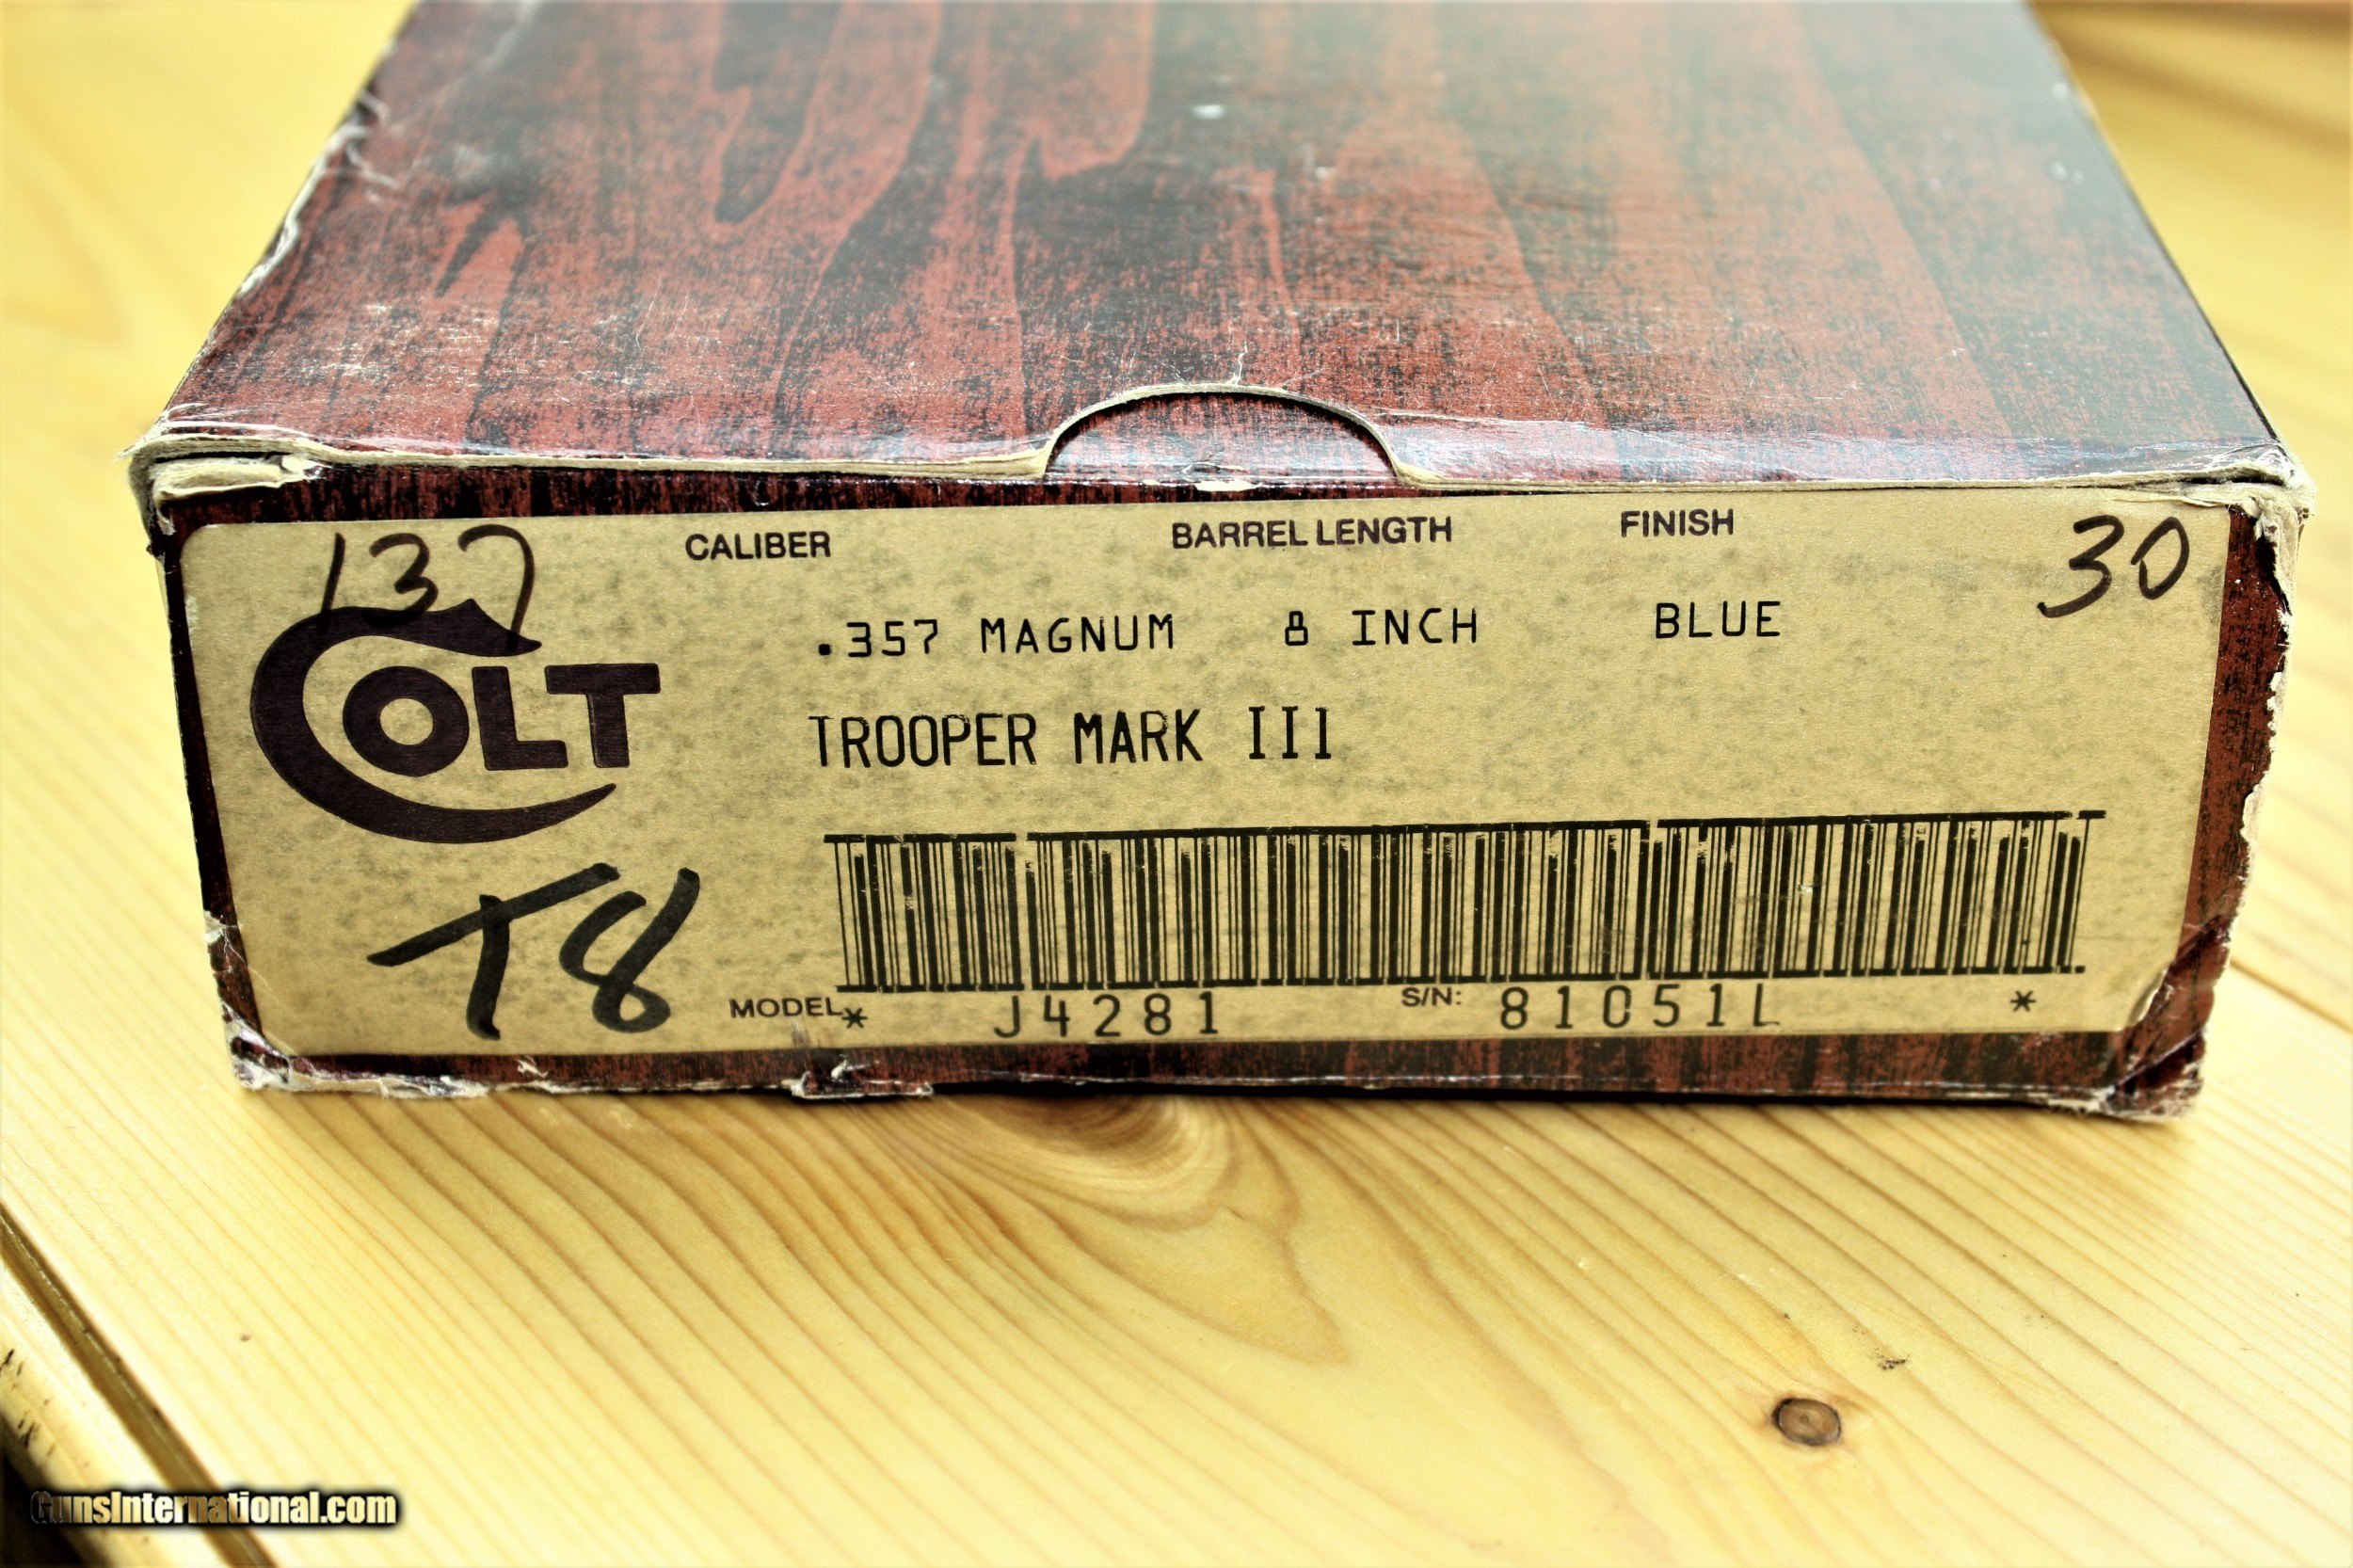 137
CALIBER BARREL LENGTH FINISH 30
COLT
.357 MAGNUM 8 INCH BLUE
TROOPER MARK III
T8
MODEL * J4281 S/N: 81051L *
GunsInternational.com